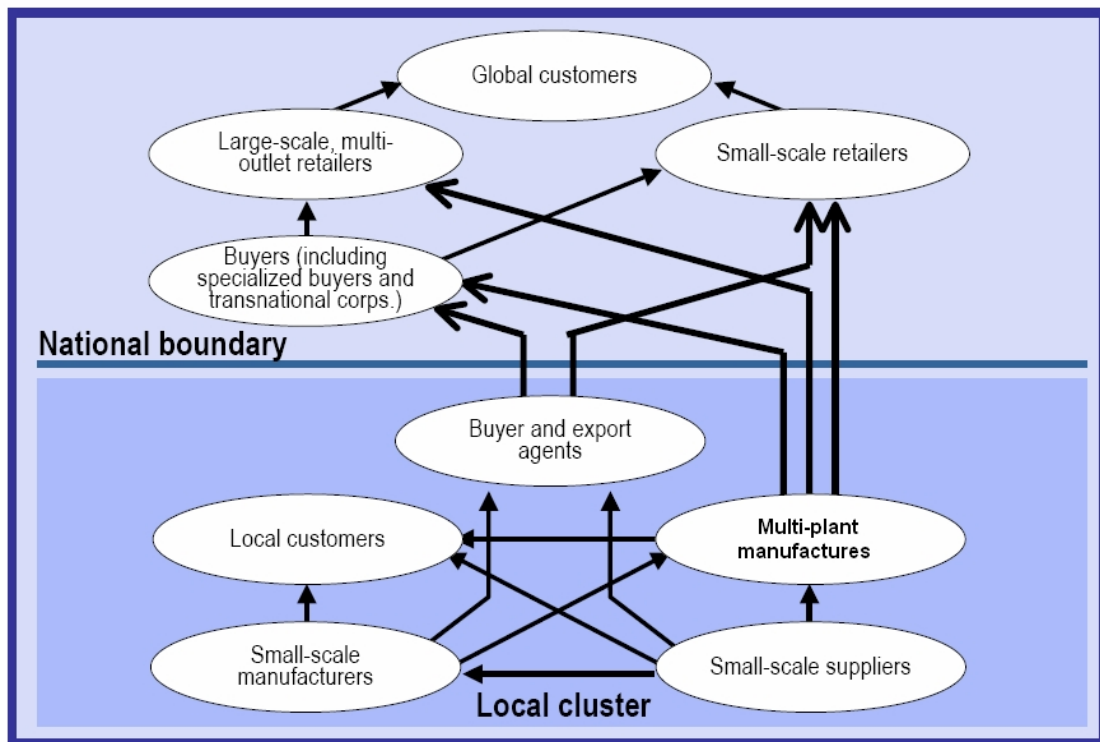 Global customers
Large-scale, multi-
outlet retailers
Small-scale retailers
Buyers (including
specialized buyers and
transnational corps.)
National boundary
Buyer and export
agents
Local customers
Multi-plant
manufactures
Small-scale
manufacturers
Small-scale suppliers
Local cluster